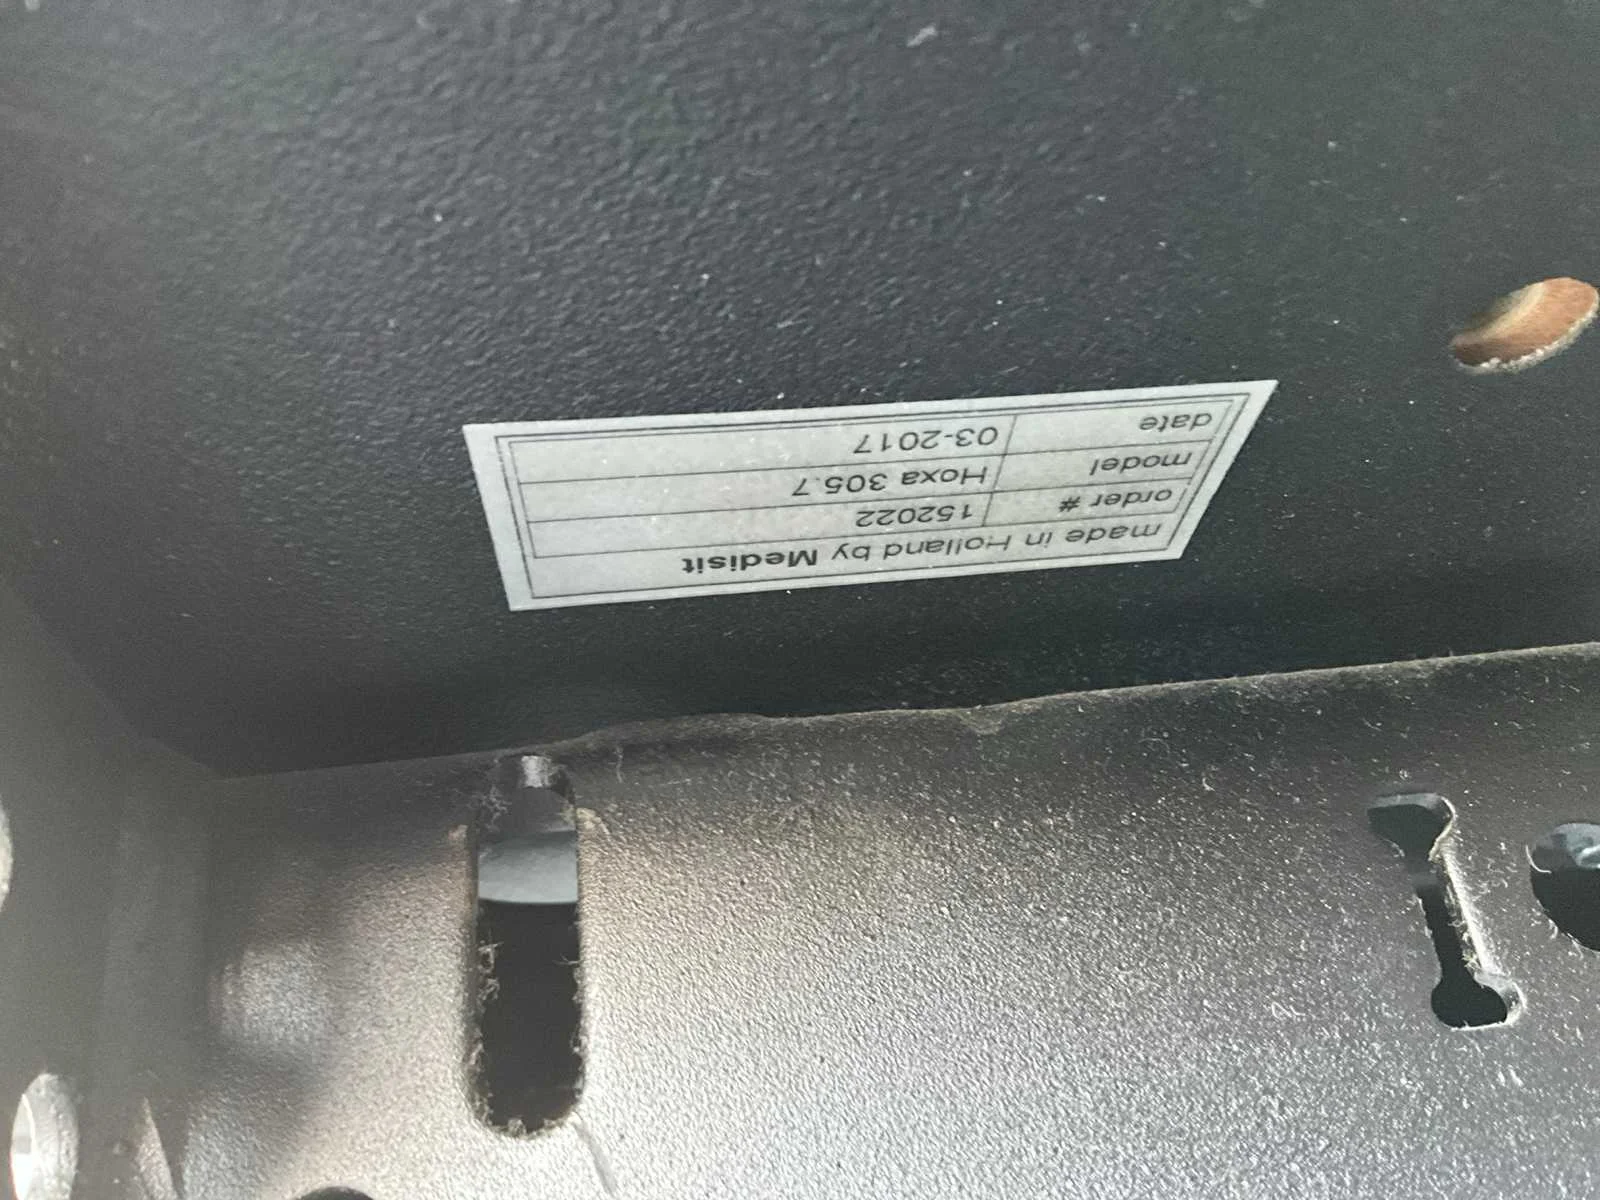 made in Holland by Medisit
order # 152022
model Hoxa 305.7
date 03-2017